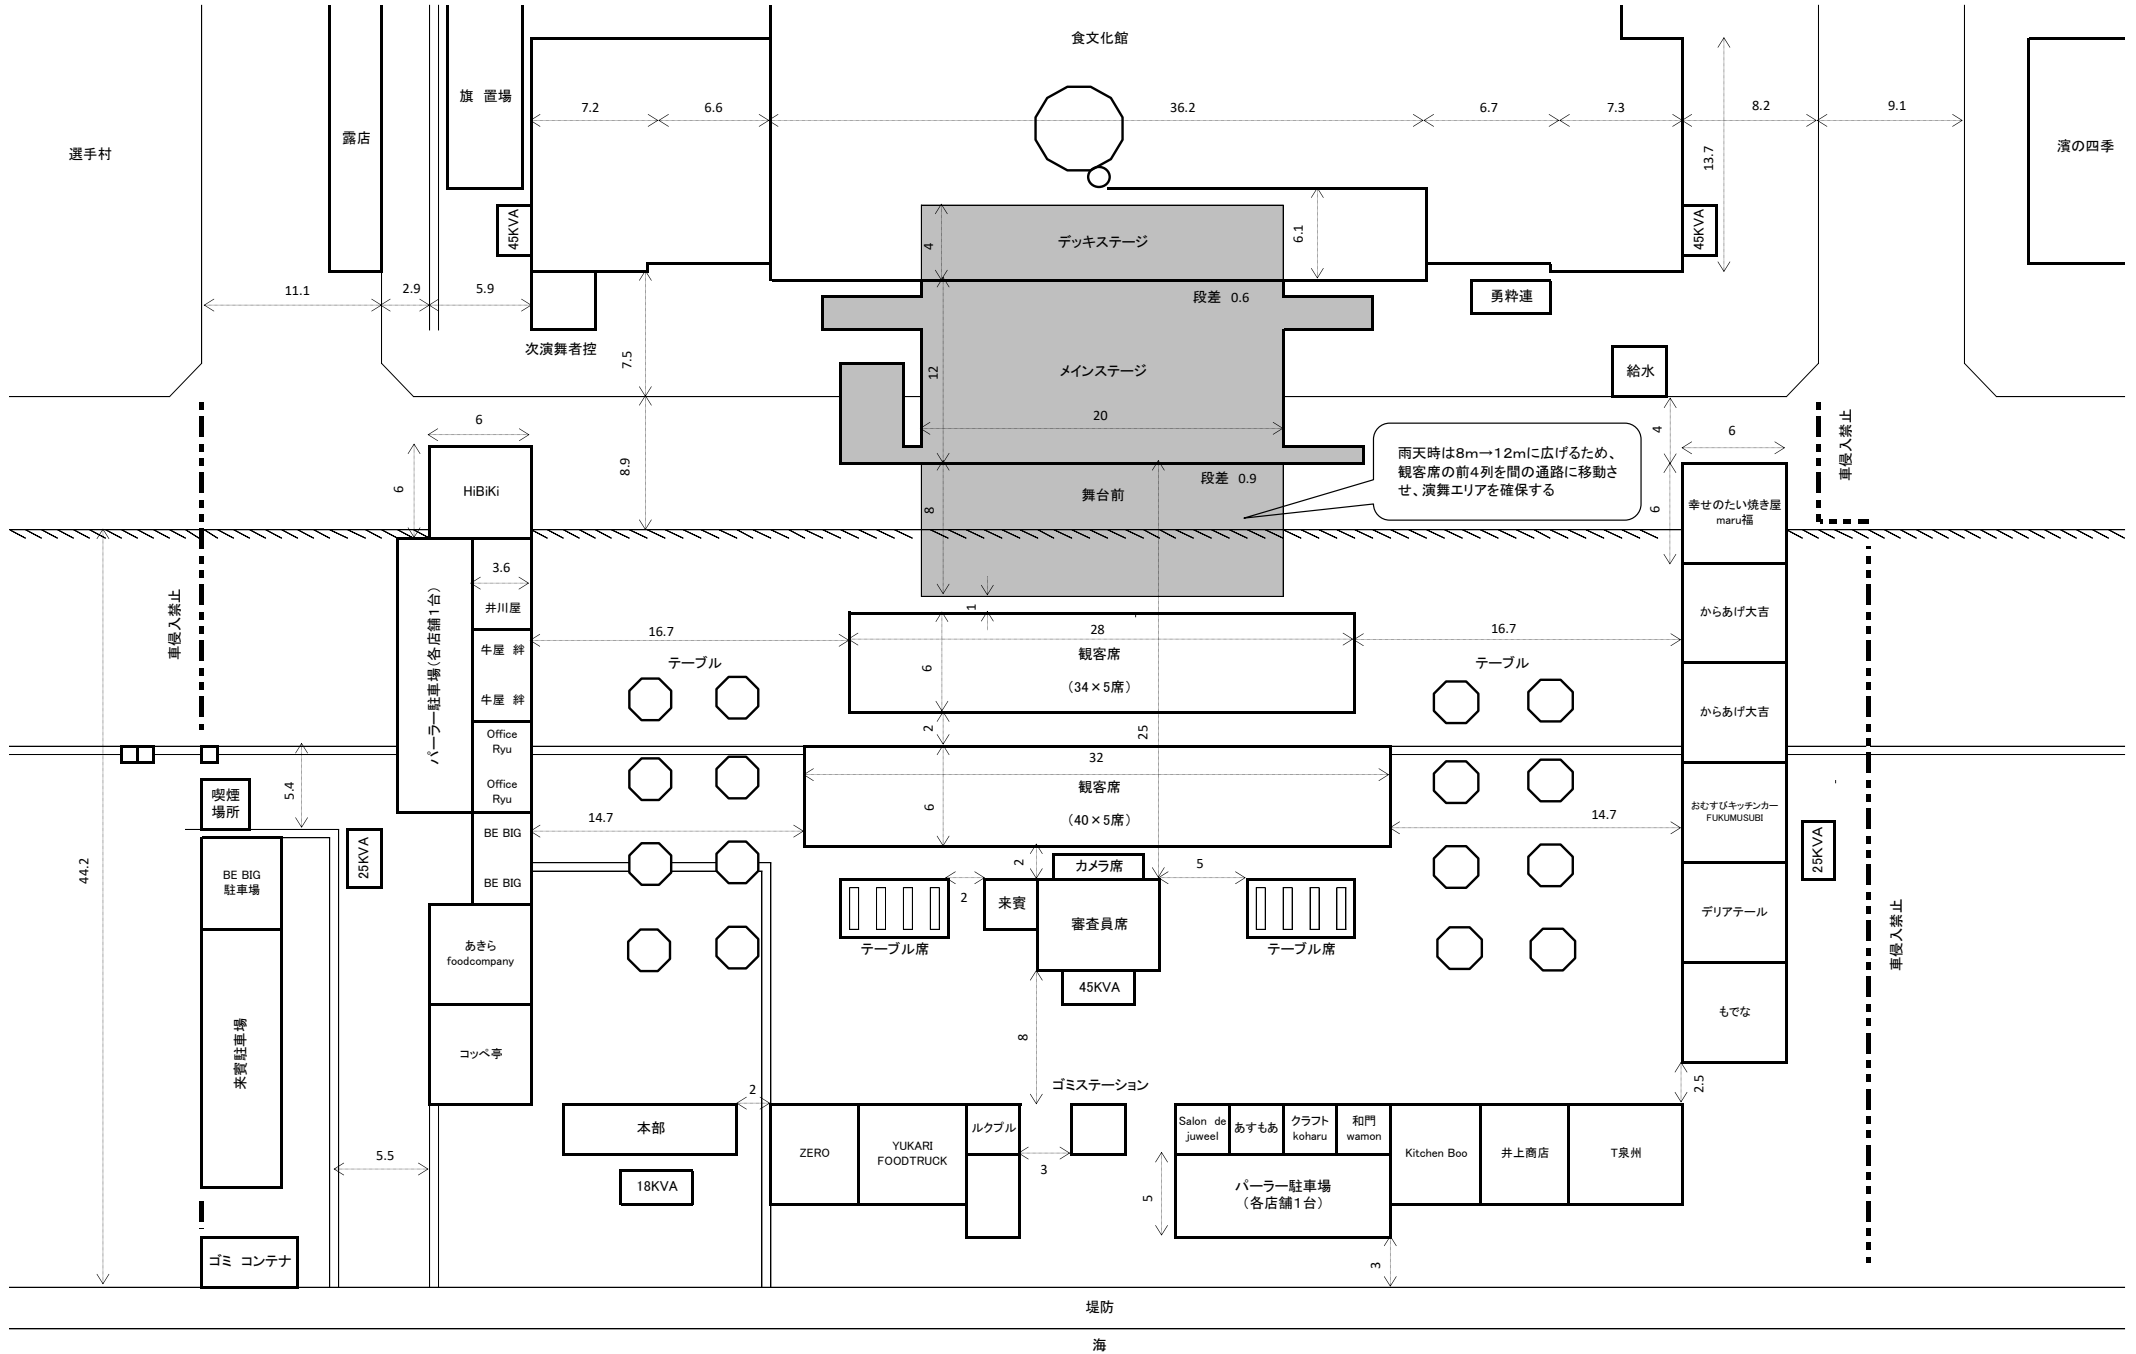 食文化館
旗 置場
7.2
6.6
36.2
6.7
7.3
8.2
9.1
露店
選手村
濱の四季
13.7
45KVA
45KVA
4
デッキステージ
6.1
11.1
2.9
5.9
段差 0.6
勇粋連
次演舞者控
7.5
12
メインステージ
給水
20
6
4
6
車侵入禁止
雨天時は8m→12mに広げるため、
観客席の前4列を間の通路に移動さ
せ、演舞エリアを確保する
8.9
6
HiBiKi
段差 0.9
舞台前
8
6
幸せのたい焼き屋
maru福
3.6
井川屋
車侵入禁止
パーラー駐車場(各店舗1台)
1
からあげ大吉
16.7
28
16.7
牛屋 絆
テーブル
6
観客席
(34×5席)
テーブル
牛屋 絆
からあげ大吉
Office
Ryu
2
25
32
Office
Ryu
5.4
喫煙
場所
観客席
6
(40×5席)
おむすびキッチンカー
FUKUMUSUBI
14.7
14.7
BE BIG
25KVA
25KVA
44.2
2
カメラ席
5
BE BIG
駐車場
BE BIG
2
来賓
審査員席
デリアテール
車侵入禁止
テーブル席
テーブル席
あきら
foodcompany
45KVA
もでな
来賓駐車場
コッペ亭
8
ゴミステーション
2.5
2
本部
ZERO
YUKARI
FOODTRUCK
ルクプル
3
Salon de
juweel
あすもあ
クラフト
koharu
和門
wamon
Kitchen Boo
井上商店
T泉州
5.5
18KVA
5
パーラー駐車場
(各店舗1台)
ゴミ コンテナ
3
堤防
海